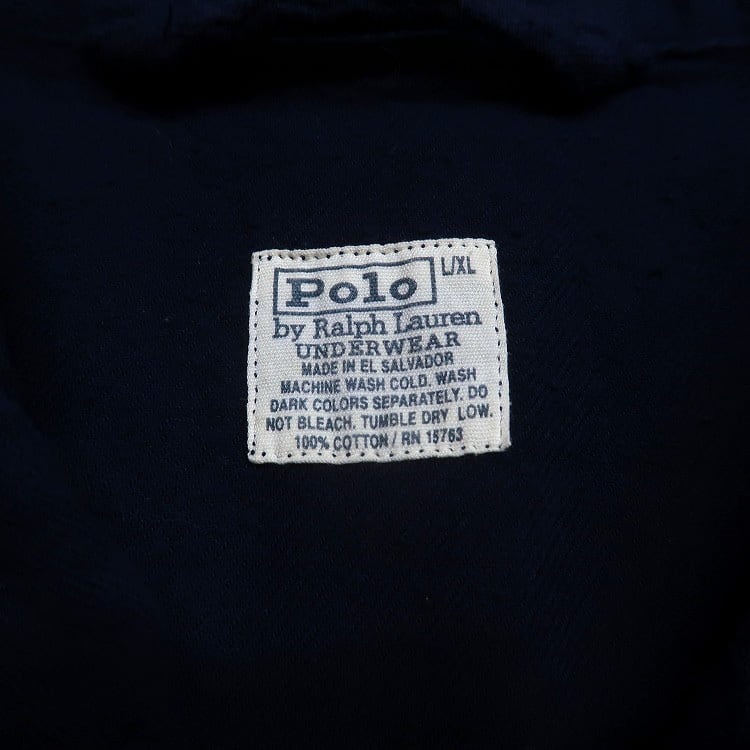 Polo L/XL
by Ralph Lauren
UNDERWEAR
MADE IN EL SALVADOR
MACHINE WASH COLD. WASH
DARK COLORS SEPARATELY. DO
NOT BLEACH. TUMBLE DRY LOW.
100% COTTON / RN 15763